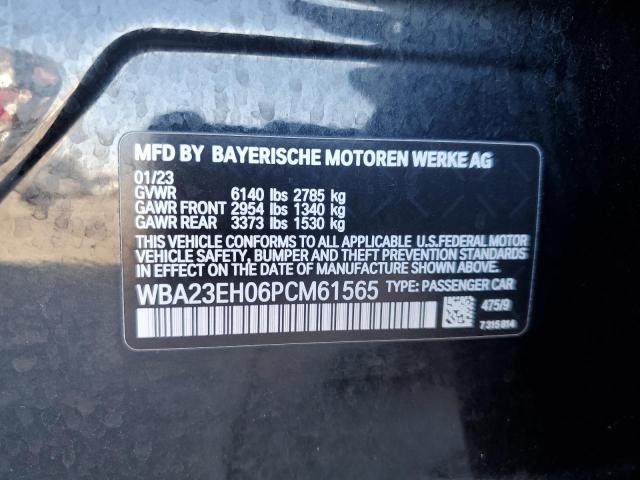 MFD BY BAYERISCHE MOTOREN WERKE AG
01/23
GVWR 6140 lbs 2785 kg
GAWR FRONT 2954 lbs 1340 kg
GAWR REAR 3373 lbs 1530 kg
THIS VEHICLE CONFORMS TO ALL APPLICABLE U.S.FEDERAL MOTOR
VEHICLE SAFETY, BUMPER, AND THEFT PREVENTION STANDARDS
IN EFFECT ON THE DATE OF MANUFACTURE SHOWN ABOVE.
WBA23EH06PCM61565 TYPE: PASSENGER CAR
475/9
7315814